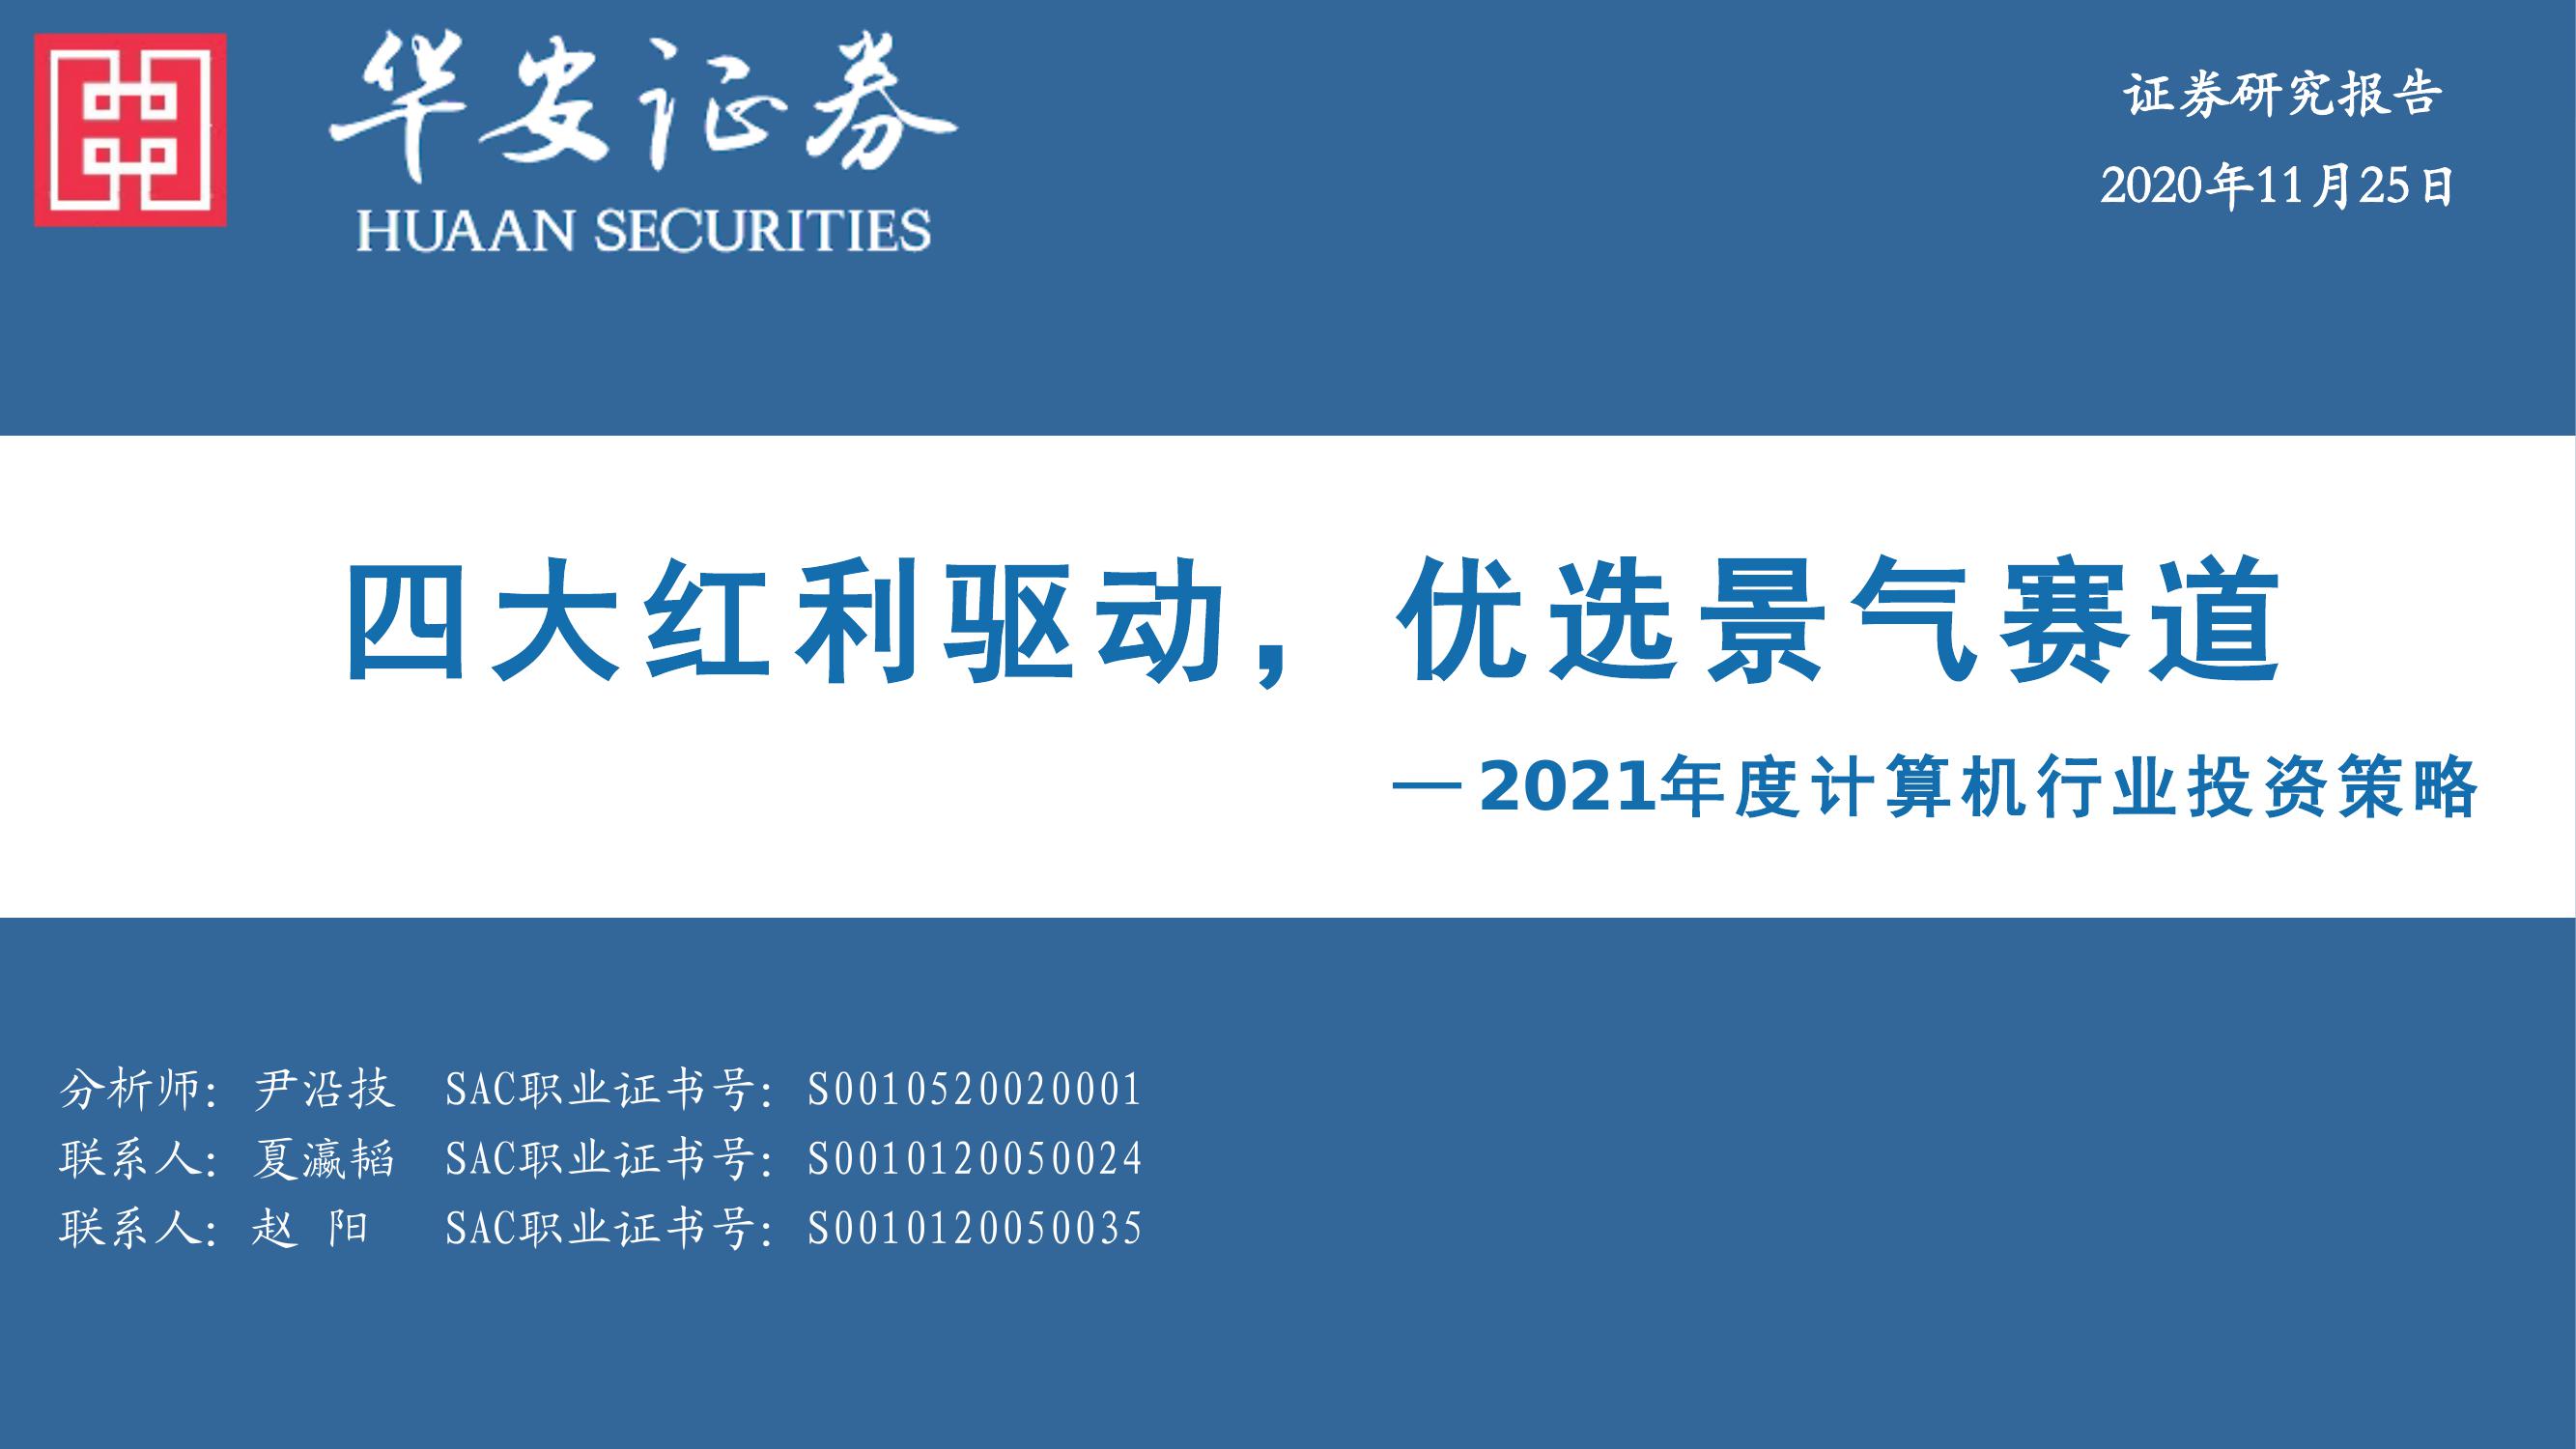 华安证券
HUAAN SECURITIES
证券研究报告
2020年11月25日
四大红利驱动，优选景气赛道
—2021年度计算机行业投资策略
分析师：尹沿技 SAC职业证书号：S0010520020001
联系人：夏瀛韬 SAC职业证书号：S0010120050024
联系人：赵 阳 SAC职业证书号：S0010120050035